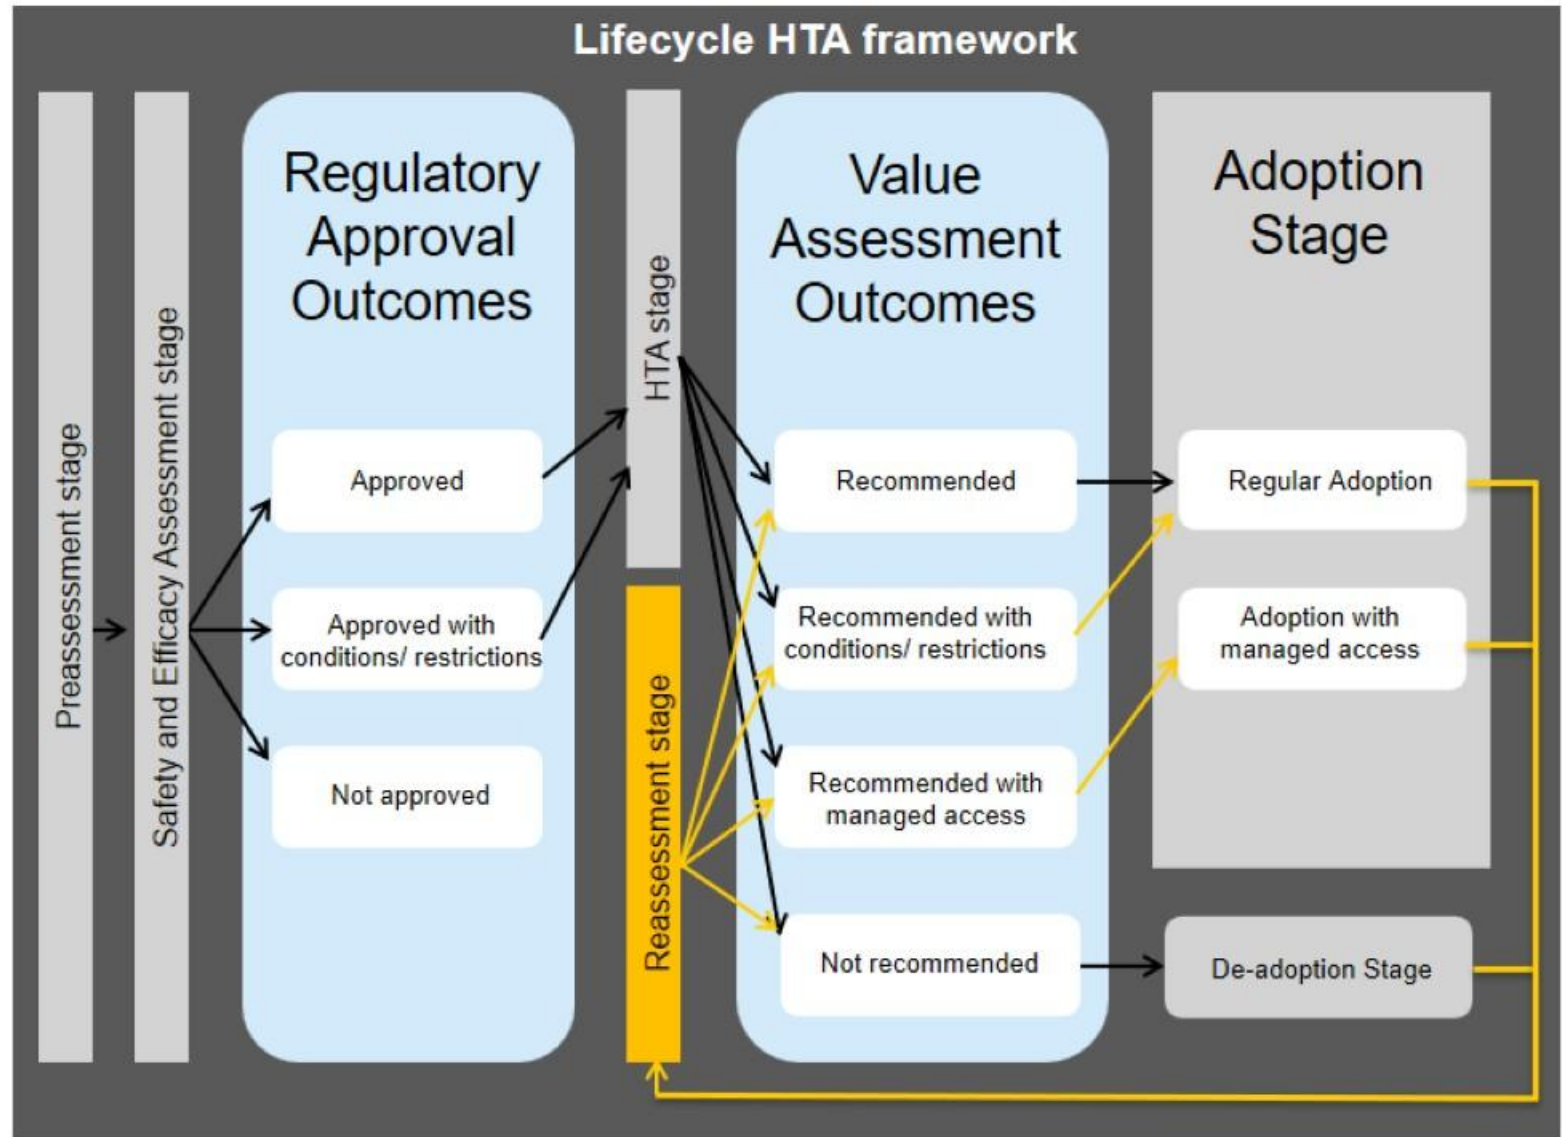 Lifecycle HTA framework
Preassessment stage
Safety and Efficacy Assessment stage
Regulatory
Approval
Outcomes
Approved
Approved with
conditions/ restrictions
Not approved
HTA stage
Reassessment stage
Value
Assessment
Outcomes
Recommended
Recommended with
conditions/ restrictions
Recommended with
managed access
Not recommended
Adoption
Stage
Regular Adoption
Adoption with
managed access
De-adoption Stage